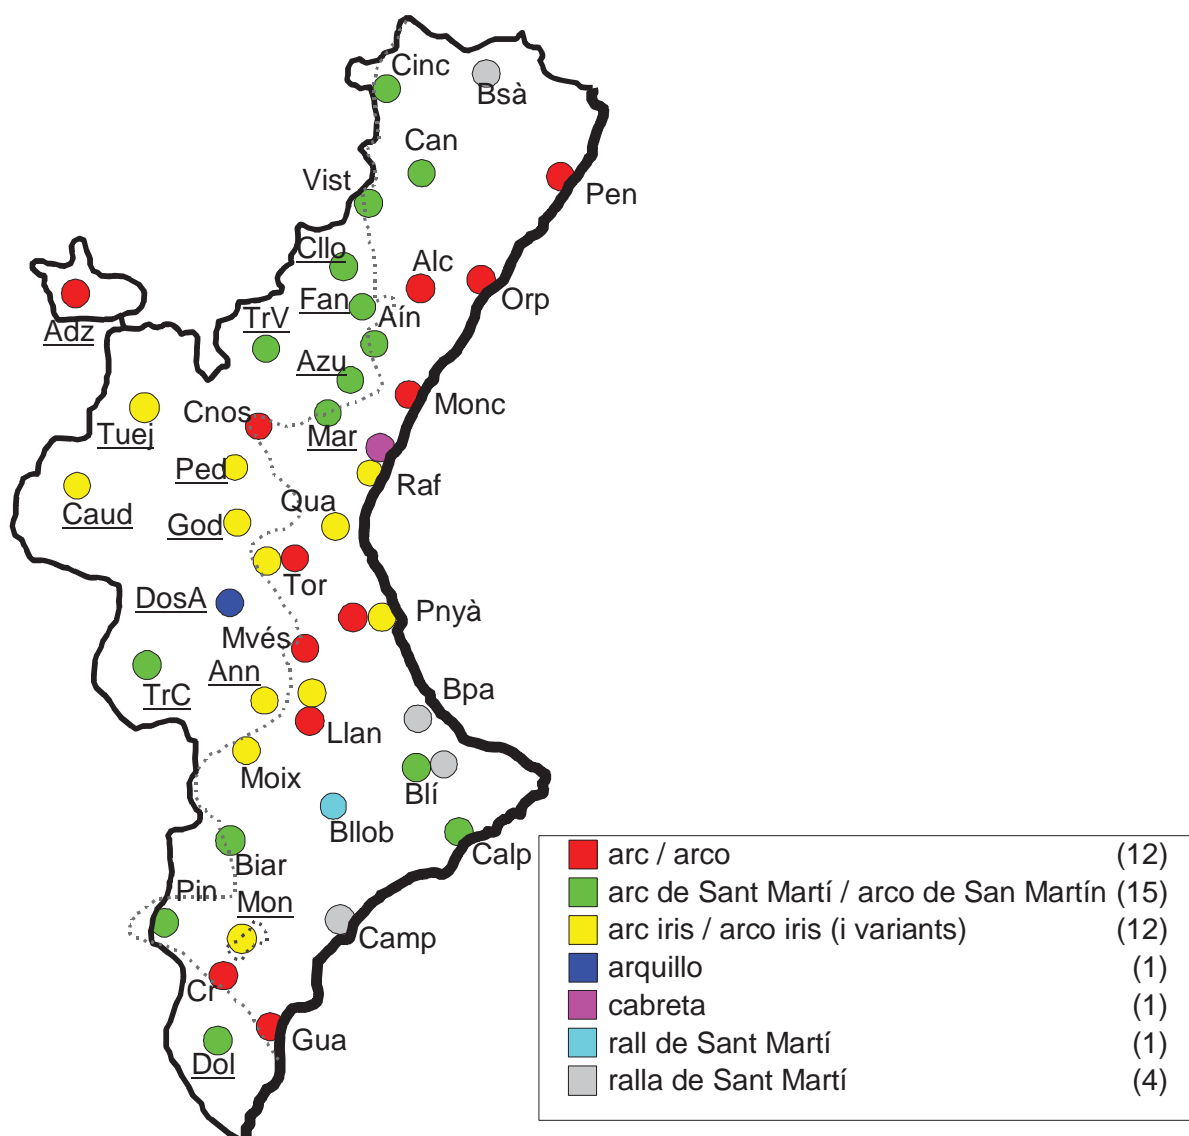 Cinc
Bsà
Can
Vist
Pen
Cllo
Alc
Fan
Orp
Adz
TrV
Aín
Azu
Cnos
Monc
Tuej
Mar
Ped
Raf
Caud
Qua
God
Tor
DosA
Pnyà
Mvés
Ann
TrC
Bpa
Llan
Moix
Blí
Bllob
Calp
Biar
Pin
Mon
Camp
Cr
Gua
Dol
arc / arco (12)
arc de Sant Martí / arco de San Martín (15)
arc iris / arco iris (i variants) (12)
arquillo (1)
cabreta (1)
rall de Sant Martí (1)
ralla de Sant Martí (4)